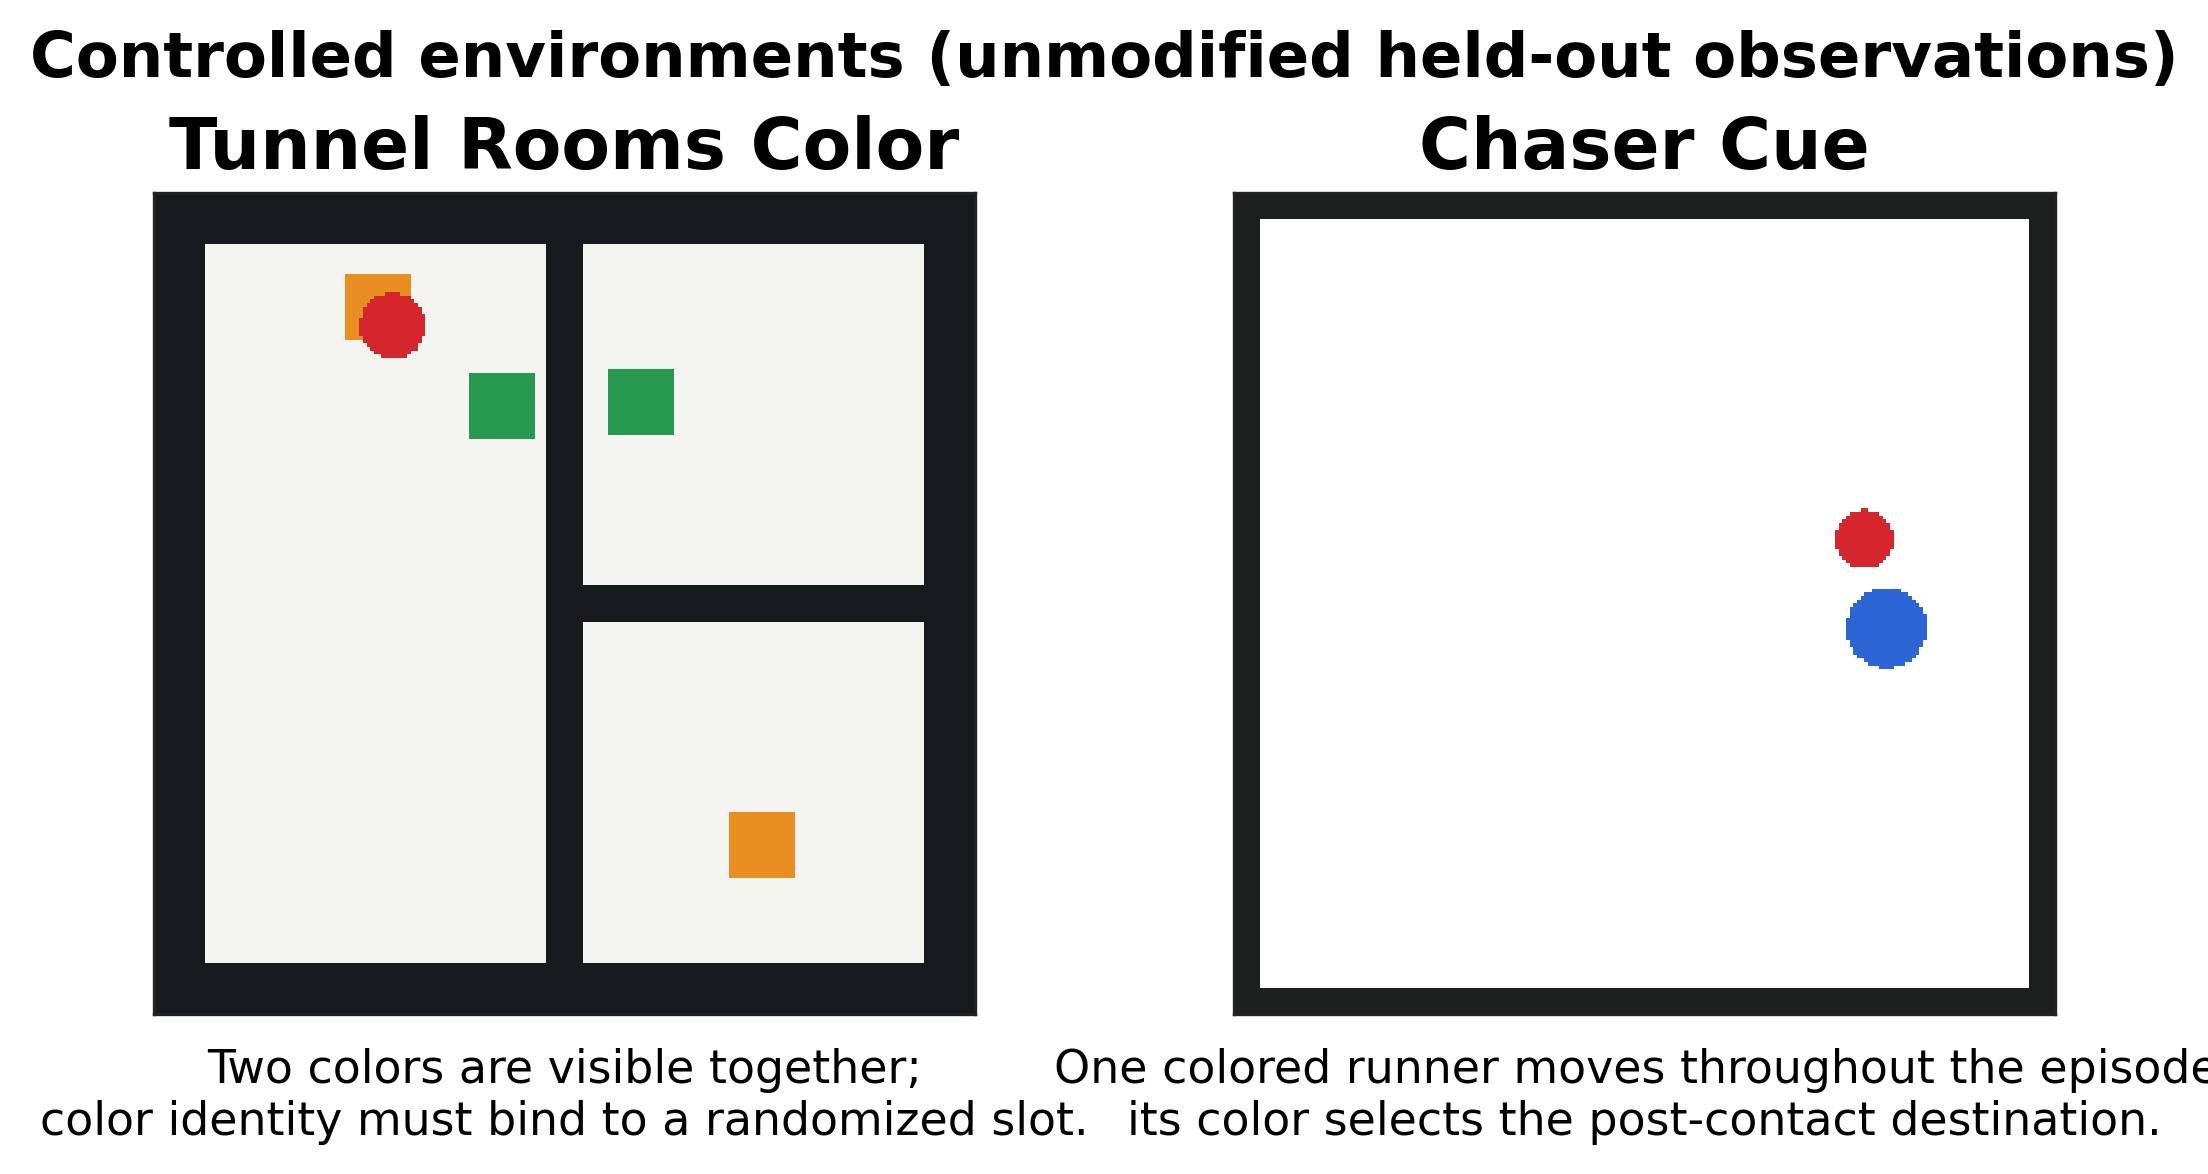 Controlled environments (unmodified held-out observations)
Tunnel Rooms Color
Chaser Cue
Two colors are visible together;
color identity must bind to a randomized slot.
One colored runner moves throughout the episode
its color selects the post-contact destination.